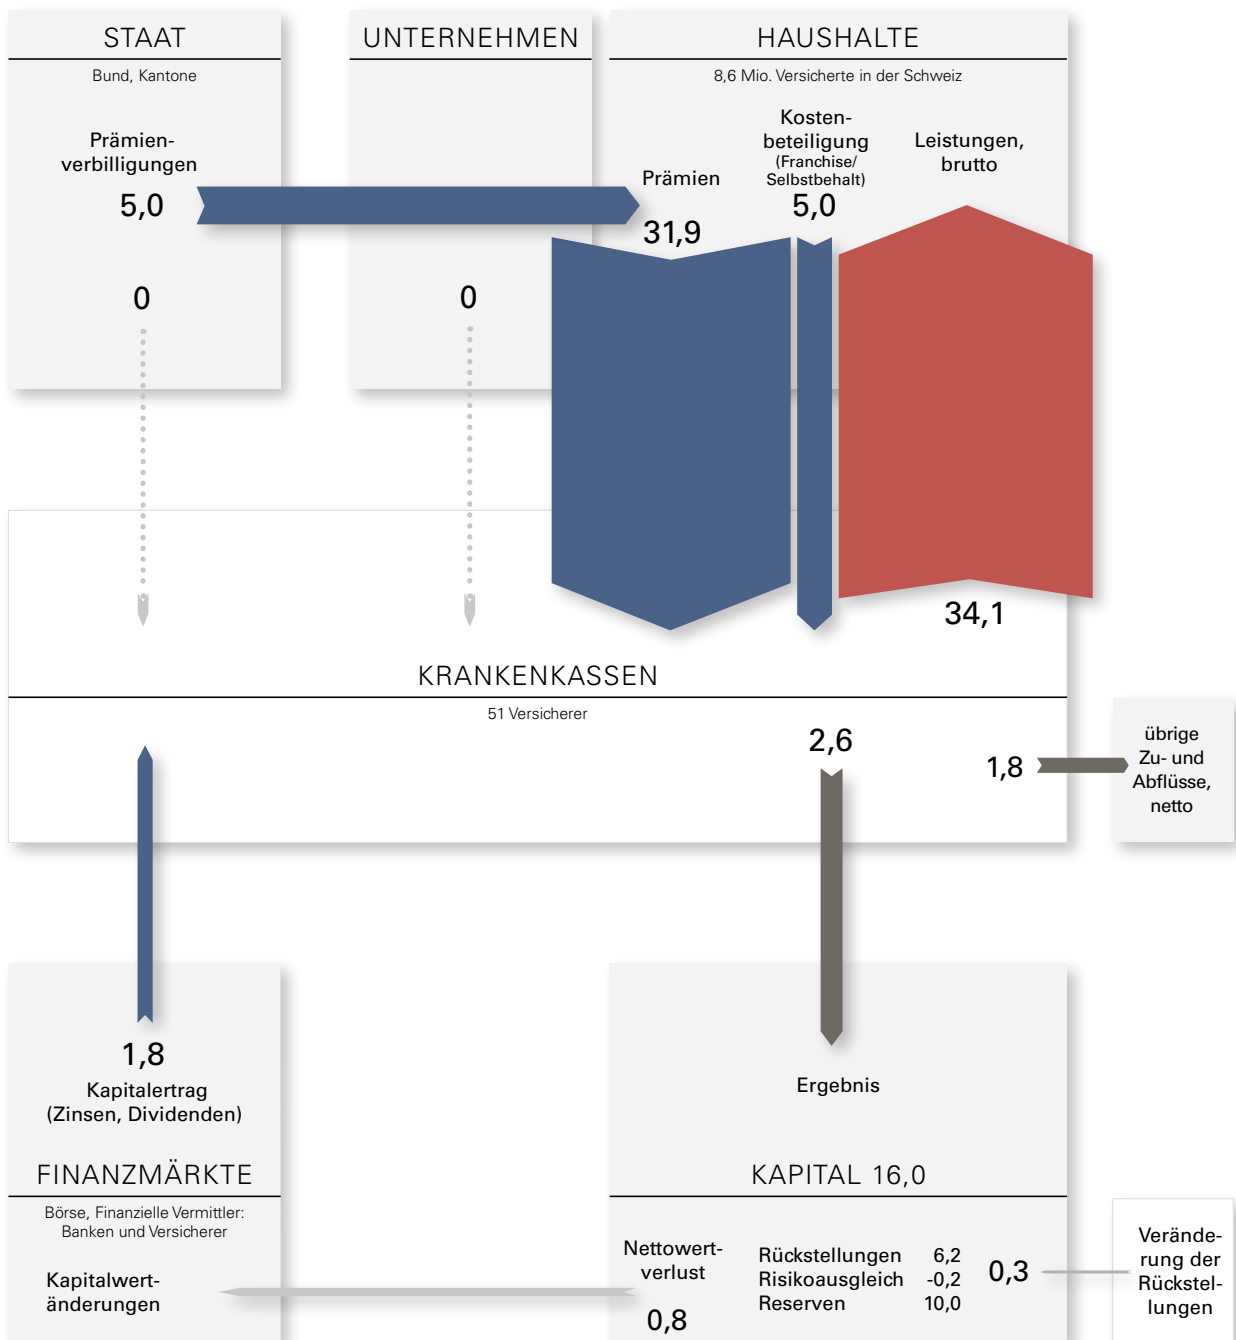 STAAT
Bund, Kantone
Prämien-
verbilligungen
5,0
0
UNTERNEHMEN
0
HAUSHALTE
8,6 Mio. Versicherte in der Schweiz
Prämien
31,9
Kosten-
beteiligung
(Franchise/
Selbstbehalt)
5,0
Leistungen,
brutto
34,1
KRANKENKASSEN
51 Versicherer
2,6
1,8
übrige
Zu- und
Abflüsse,
netto
1,8
Kapitalertrag
(Zinsen, Dividenden)
FINANZMÄRKTE
Börse, Finanzielle Vermittler:
Banken und Versicherer
Kapitalwert-
änderungen
Ergebnis
KAPITAL 16,0
Nettowert-
verlust
0,8
Rückstellungen 6,2
Risikoausgleich -0,2
Reserven 10,0
0,3
Verände-
rung der
Rückstel-
lungen